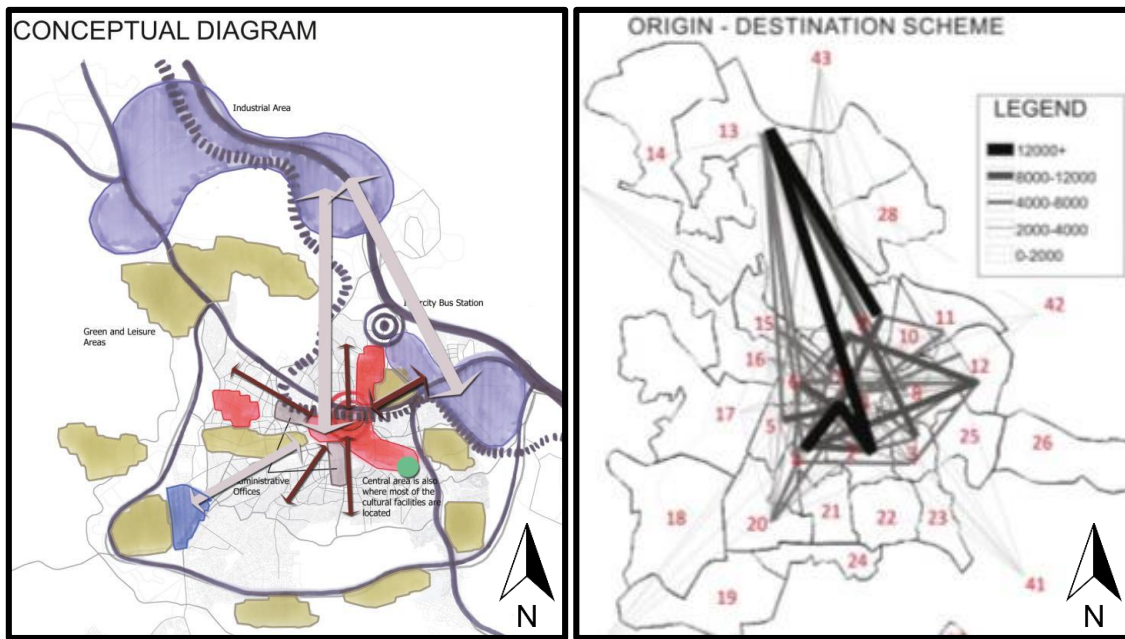 CONCEPTUAL DIAGRAM
Industrial Area
Intercity Bus Station
Green and Leisure
Areas
Administrative
Offices
Central area is also
where most of the
cultural facilities are
located
N
ORIGIN - DESTINATION SCHEME
43
LEGEND
12000+
8000-12000
4000-8000
2000-4000
0-2000
13
14
28
42
15
10
11
16
12
8
17
5
25
26
2
3
18
20
21
22
23
24
19
41
N